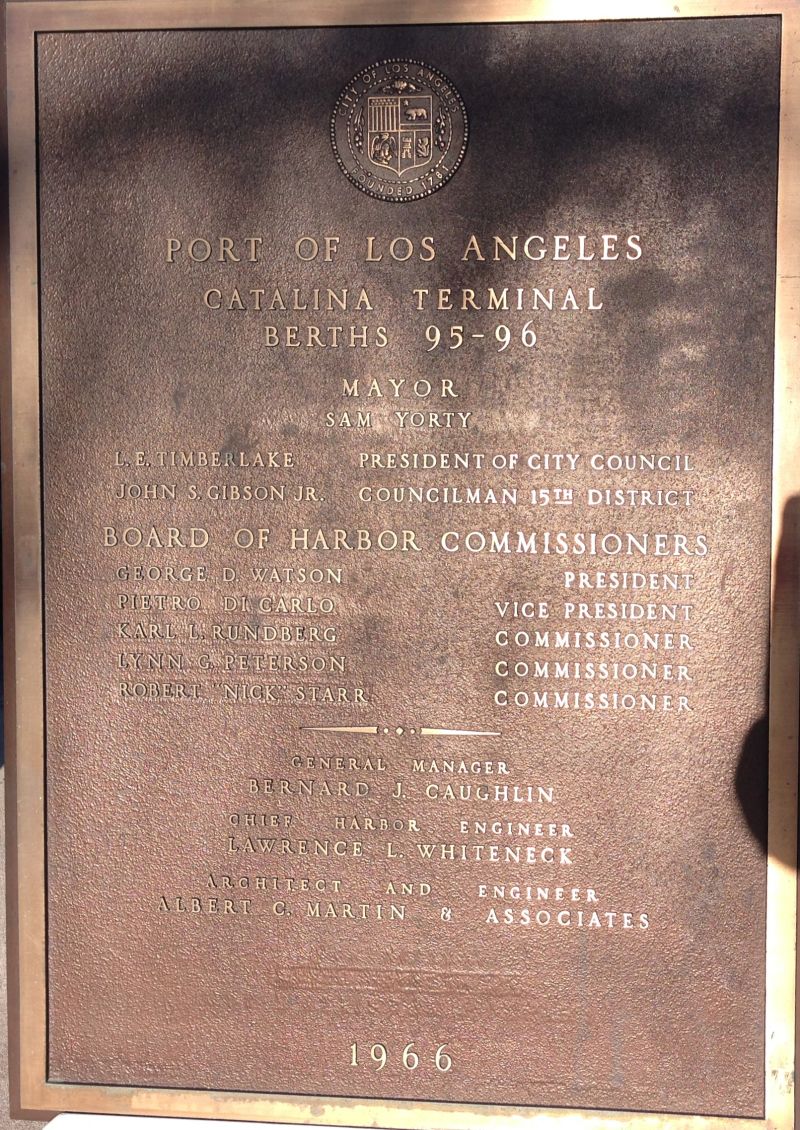 CITY OF LOS ANGELES
FOUNDED 1781
PORT OF LOS ANGELES
CATALINA TERMINAL
BERTHS 95-96
MAYOR
SAM YORTY
L. E. TIMBERLAKE PRESIDENT OF CITY COUNCIL
JOHN S. GIBSON JR. COUNCILMAN 15TH DISTRICT
BOARD OF HARBOR COMMISSIONERS
GEORGE D. WATSON PRESIDENT
PIETRO DI CARLO VICE PRESIDENT
KARL L. RUNDBERG COMMISSIONER
LYNN G. PETERSON COMMISSIONER
ROBERT "NICK" STARR COMMISSIONER
GENERAL MANAGER
BERNARD J. CAUGHLIN
CHIEF HARBOR ENGINEER
LAWRENCE L. WHITENECK
ARCHITECT AND ENGINEER
ALBERT C. MARTIN & ASSOCIATES
1966